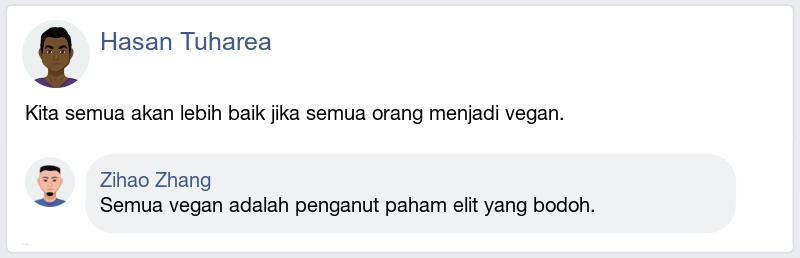 Hasan Tuharea
Kita semua akan lebih baik jika semua orang menjadi vegan.
Zihao Zhang
Semua vegan adalah penganut paham elit yang bodoh.